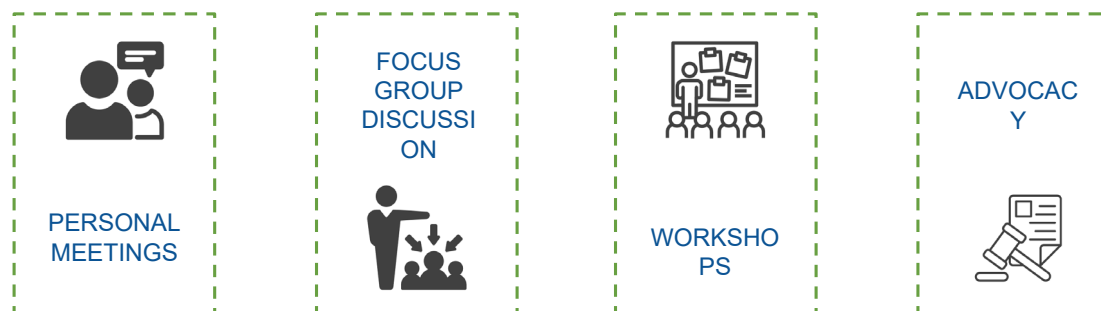 PERSONAL
MEETINGS
FOCUS
GROUP
DISCUSSI
ON
WORKSHO
PS
ADVOCAC
Y